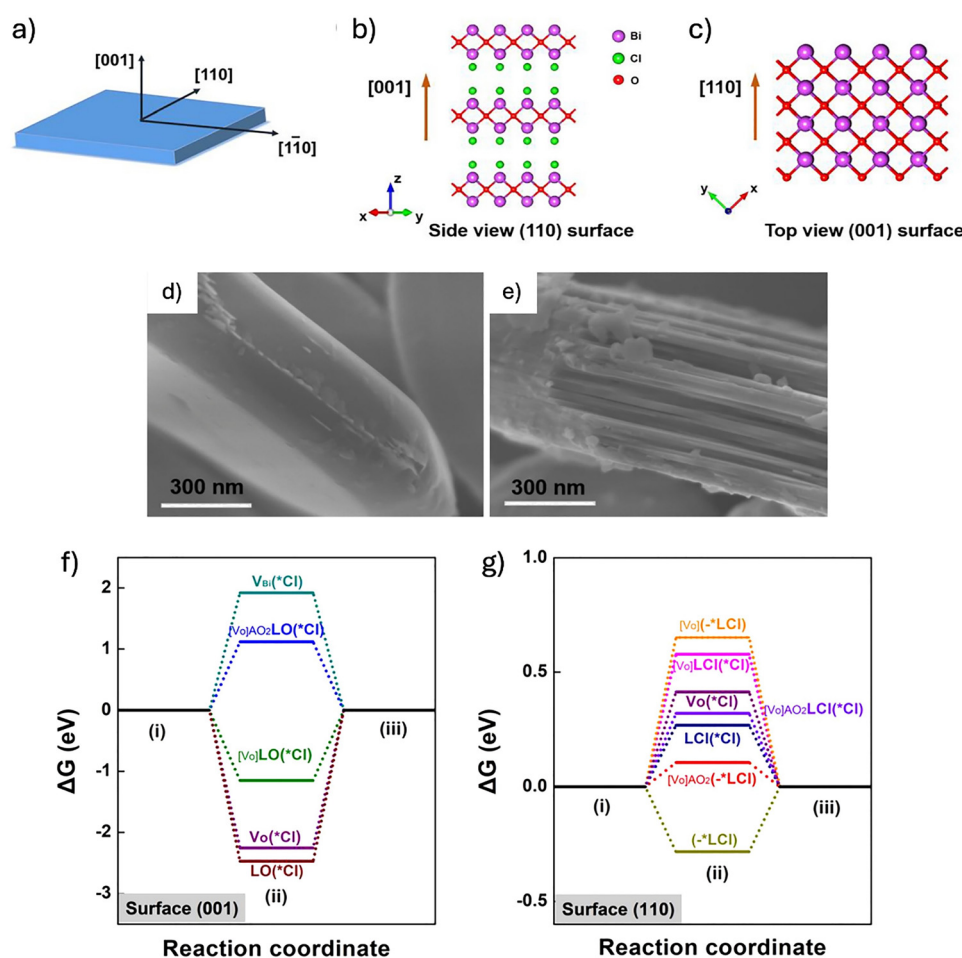 a)
[001]
[110]
[1̄10]
b)
[001]
Bi
Cl
O
z
x
y
Side view (110) surface
c)
[110]
y
x
Top view (001) surface
d)
300 nm
e)
300 nm
f)
ΔG (eV)
2
1
0
-1
-2
-3
VBi(*Cl)
[Vo]AO2LO(*Cl)
(i)
(iii)
[Vo]LO(*Cl)
Vo(*Cl)
LO(*Cl)
(ii)
Surface (001)
Reaction coordinate
g)
ΔG (eV)
1.0
0.5
0.0
-0.5
[Vo](-*LCl)
[Vo]LCl(*Cl)
Vo(*Cl)
[Vo]AO2LCl(*Cl)
LCl(*Cl)
[Vo]AO2(-*LCl)
(i)
(iii)
(-*LCl)
(ii)
Surface (110)
Reaction coordinate